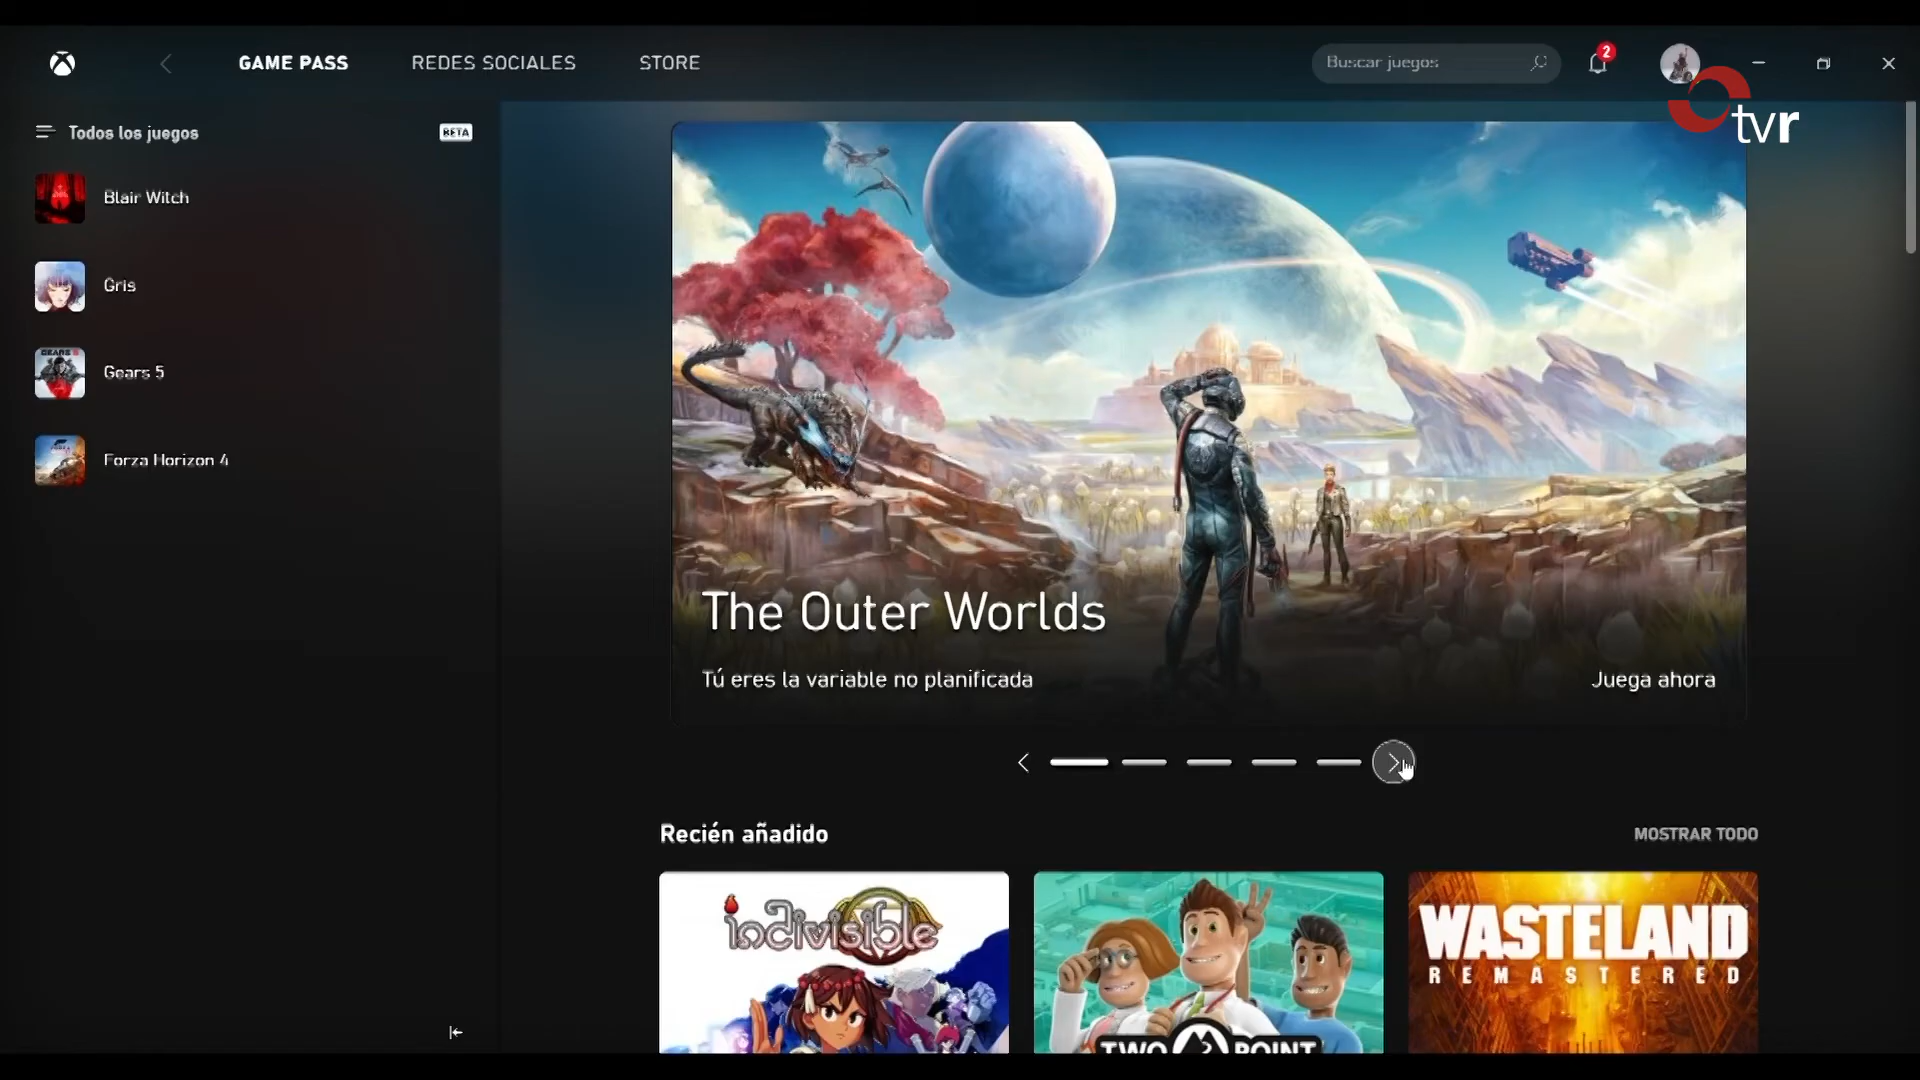 GAME PASS
REDES SOCIALES
STORE
Buscar juegos
2
tvr
Todos los juegos
BETA
Blair Witch
Gris
GEARS 5
Gears 5
Forza Horizon 4
The Outer Worlds
Tú eres la variable no planificada
Juega ahora
Recién añadido
MOSTRAR TODO
indivisible
TWO POINT
WASTELAND
REMASTERED